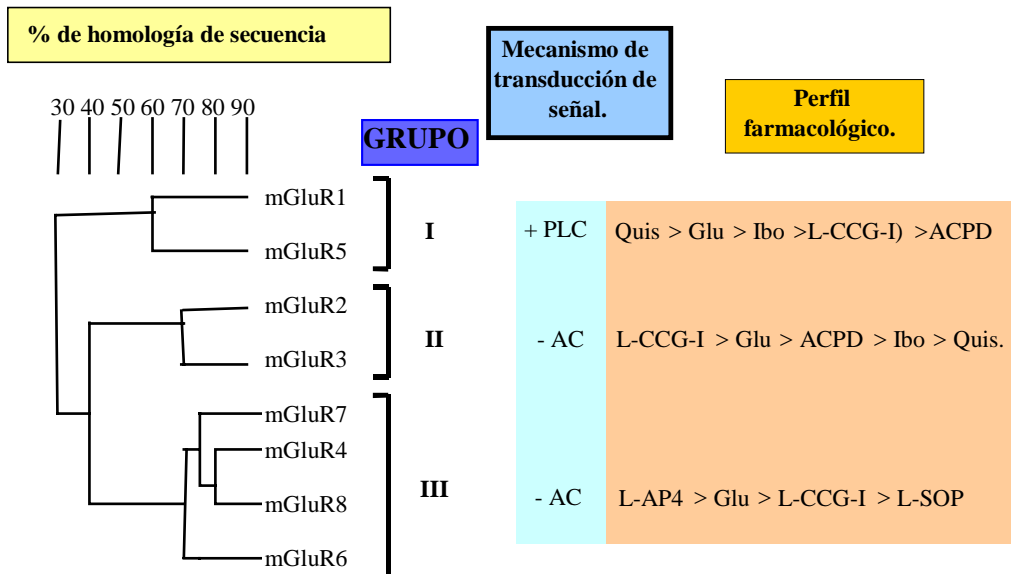 % de homología de secuencia
Mecanismo de
transducción de
señal.
Perfil
farmacológico.
30 40 50 60 70 80 90
GRUPO
mGluR1
mGluR5
I
+ PLC
Quis > Glu > Ibo >L-CCG-I) >ACPD
mGluR2
mGluR3
II
- AC
L-CCG-I > Glu > ACPD > Ibo > Quis.
mGluR7
mGluR4
mGluR8
mGluR6
III
- AC
L-AP4 > Glu > L-CCG-I > L-SOP